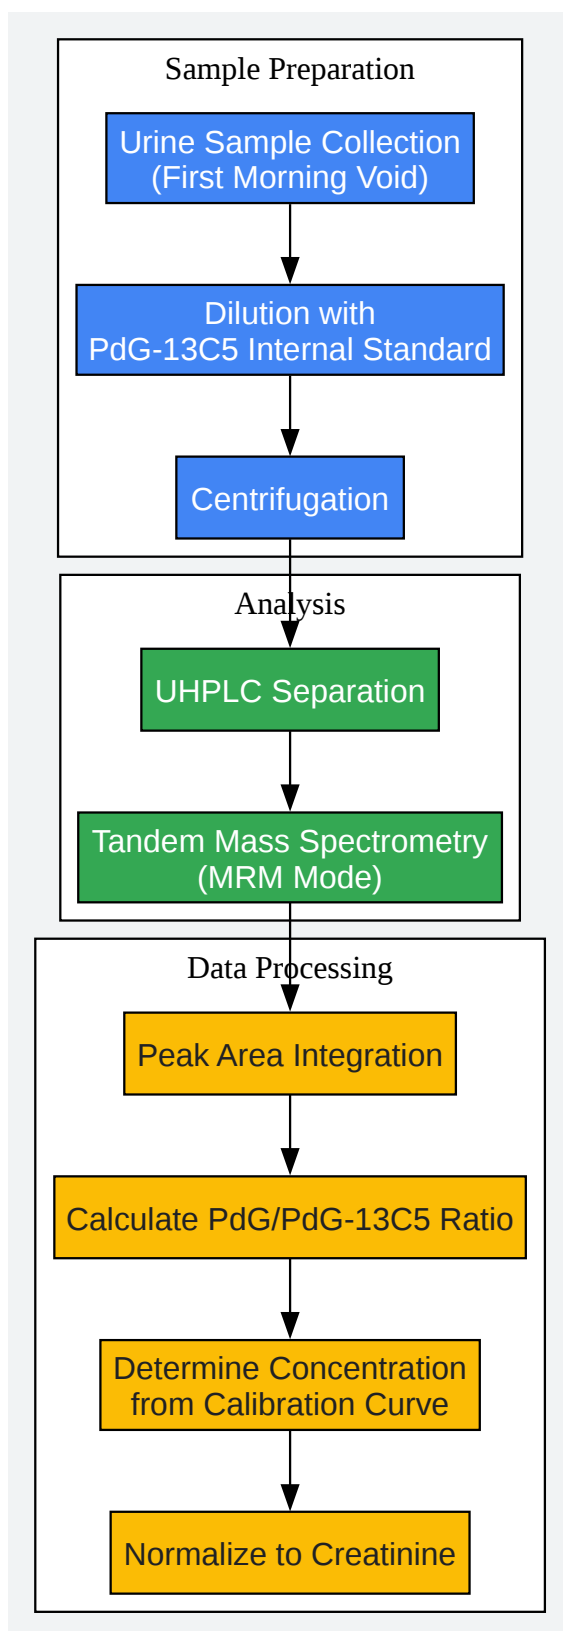 Sample Preparation
Urine Sample Collection
(First Morning Void)
Dilution with
PdG-13C5 Internal Standard
Centrifugation
Analysis
UHPLC Separation
Tandem Mass Spectrometry
(MRM Mode)
Data Processing
Peak Area Integration
Calculate PdG/PdG-13C5 Ratio
Determine Concentration
from Calibration Curve
Normalize to Creatinine